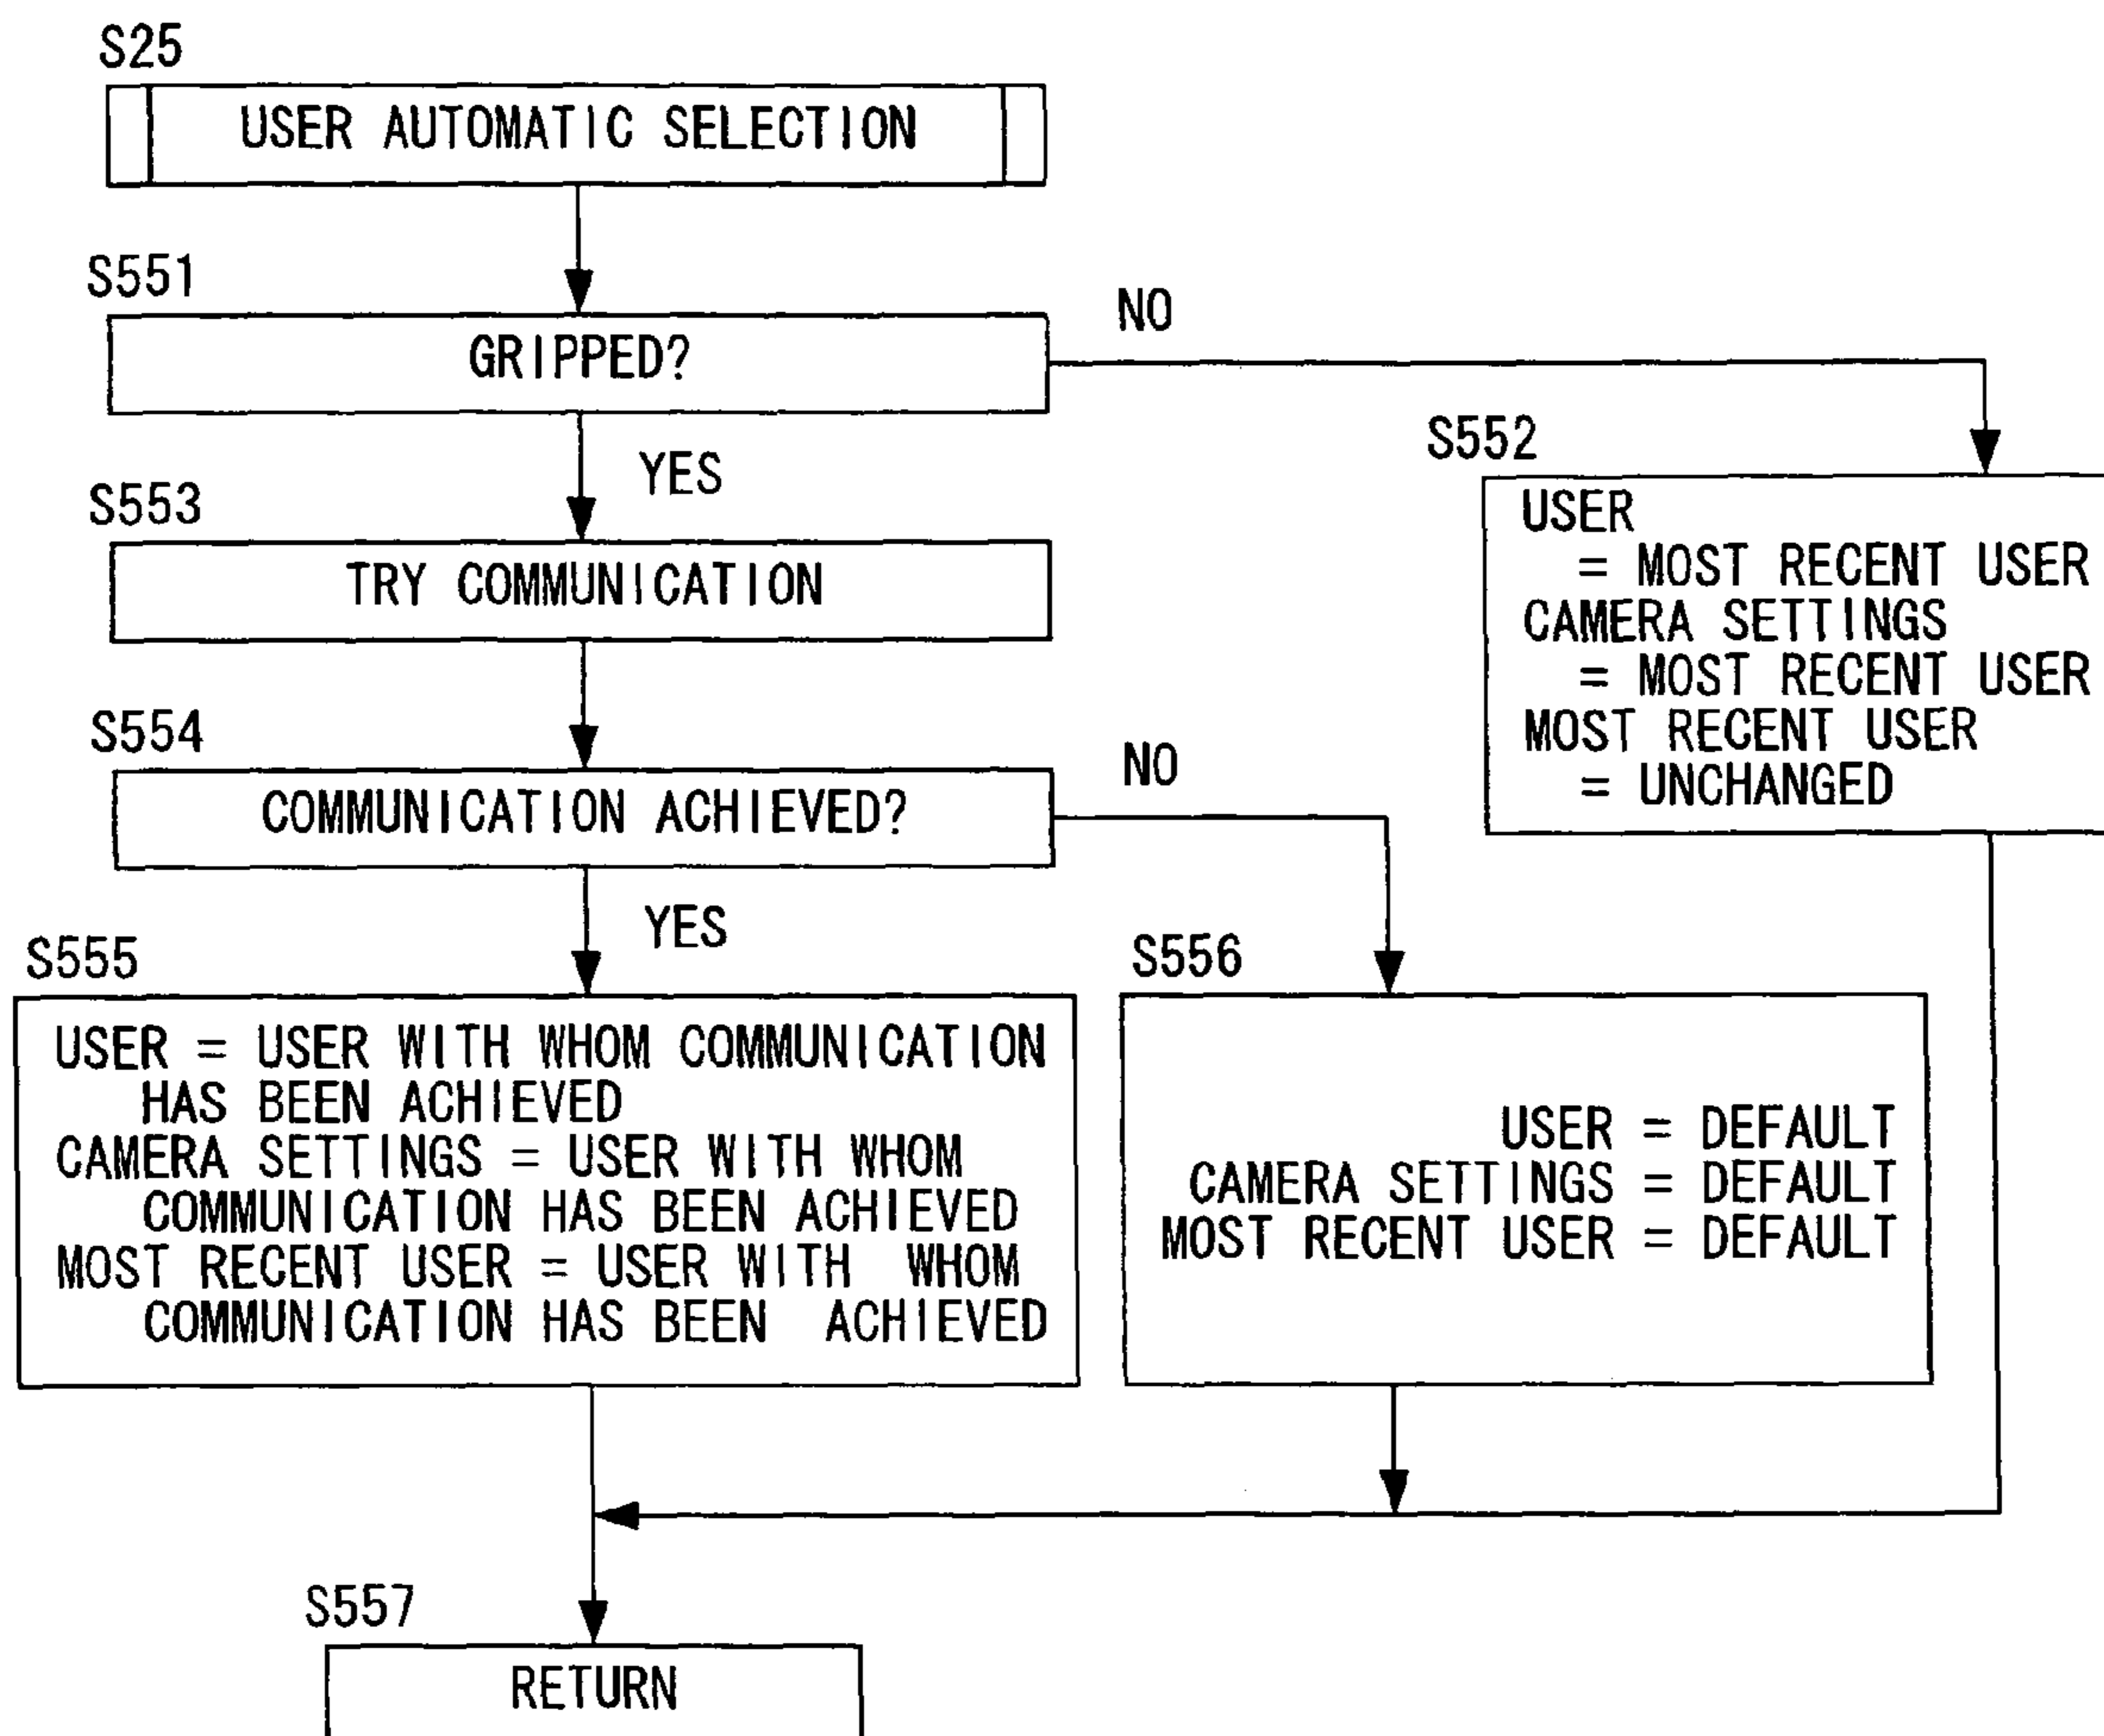 S25
USER AUTOMATIC SELECTION
S551
GRIPPED?
NO
YES
S552
USER
= MOST RECENT USER
CAMERA SETTINGS
= MOST RECENT USER
MOST RECENT USER
= UNCHANGED
S553
TRY COMMUNICATION
S554
COMMUNICATION ACHIEVED?
NO
YES
S555
USER = USER WITH WHOM COMMUNICATION
HAS BEEN ACHIEVED
CAMERA SETTINGS = USER WITH WHOM
COMMUNICATION HAS BEEN ACHIEVED
MOST RECENT USER = USER WITH WHOM
COMMUNICATION HAS BEEN ACHIEVED
S556
USER = DEFAULT
CAMERA SETTINGS = DEFAULT
MOST RECENT USER = DEFAULT
S557
RETURN